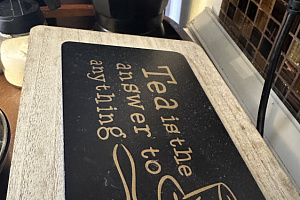 Tea is the
answer to
anything